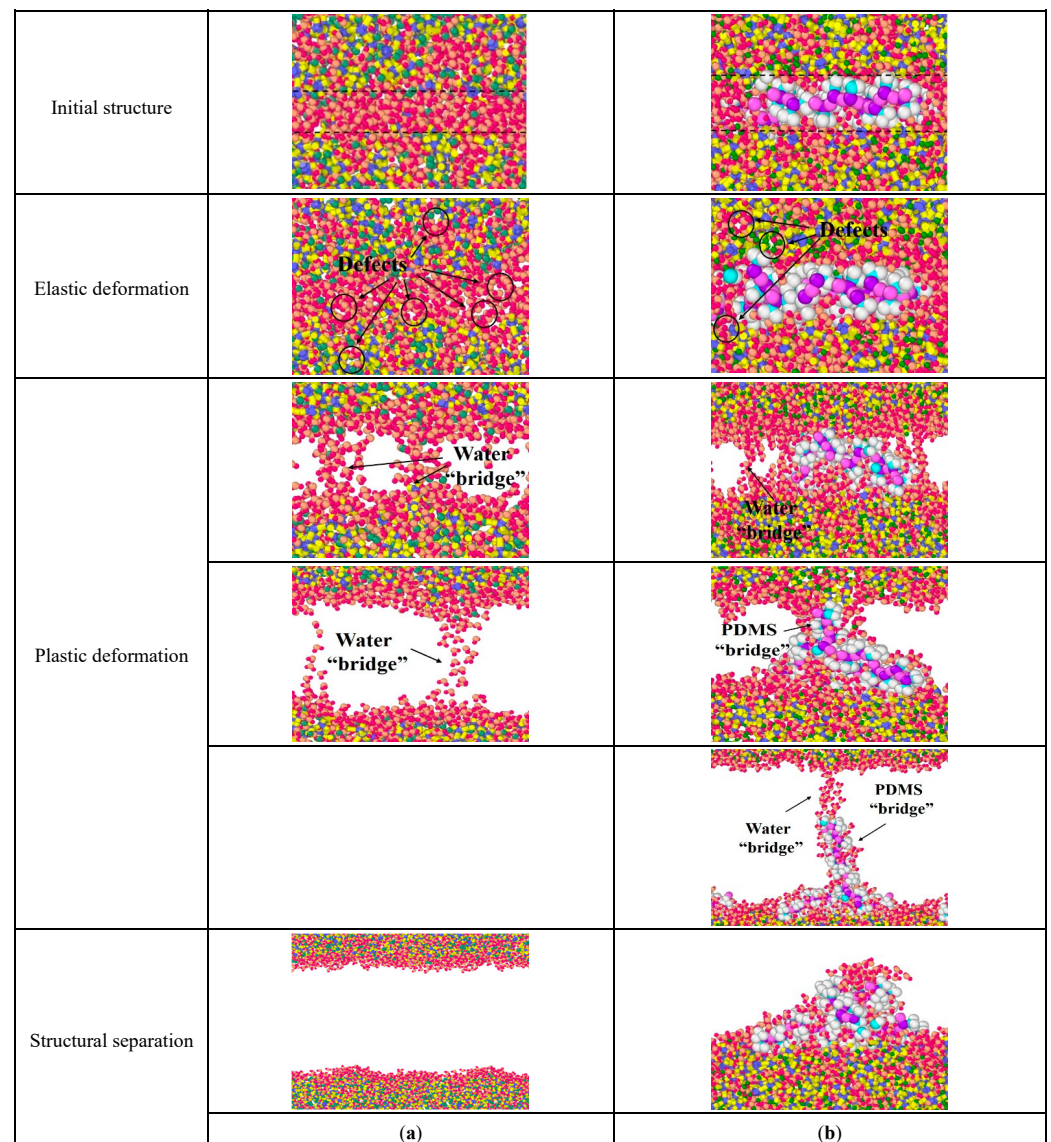 Initial structure
Elastic deformation
Defects
Defects
Plastic deformation
Water
“bridge”
Water
“bridge”
Water
“bridge”
PDMS
“bridge”
Water
“bridge”
PDMS
“bridge”
Structural separation
(a)
(b)